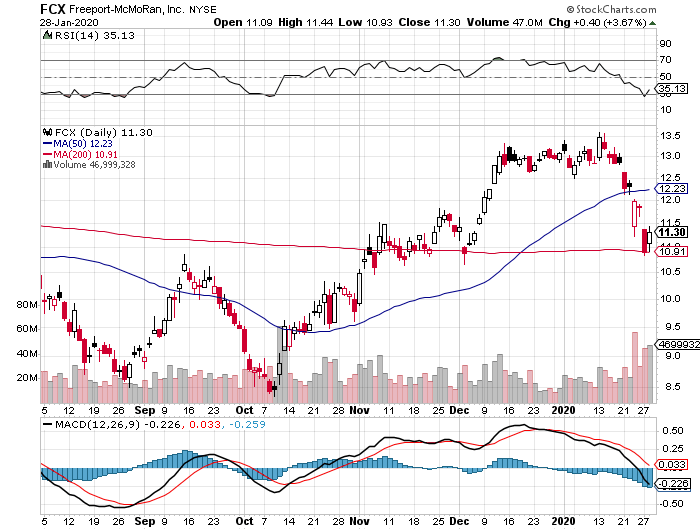 FCX Freeport-McMoRan, Inc. NYSE © StockCharts.com
28-Jan-2020 Open 11.09 High 11.44 Low 10.93 Close 11.30 Volume 47.0M Chg +0.40 (+3.67%)
RSI(14) 35.13
90
70
50
35.13
30
10
FCX (Daily) 11.30
MA(50) 12.23
MA(200) 10.91
Volume 46,999,328
13.5
13.0
12.5
12.23
12.0
11.5
11.30
11.0
10.91
10.5
10.0
9.5
9.0
8.5
80M
60M
40M
20M
46999328
5 12 19 26 Sep 9 16 23 Oct 7 14 21 28 Nov 11 18 25 Dec 9 16 23 2020 13 21 27
MACD(12,26,9) -0.226, 0.033, -0.259
0.50
0.25
0.033
-0.226
-0.50
5 12 19 26 Sep 9 16 23 Oct 7 14 21 28 Nov 11 18 25 Dec 9 16 23 2020 13 21 27